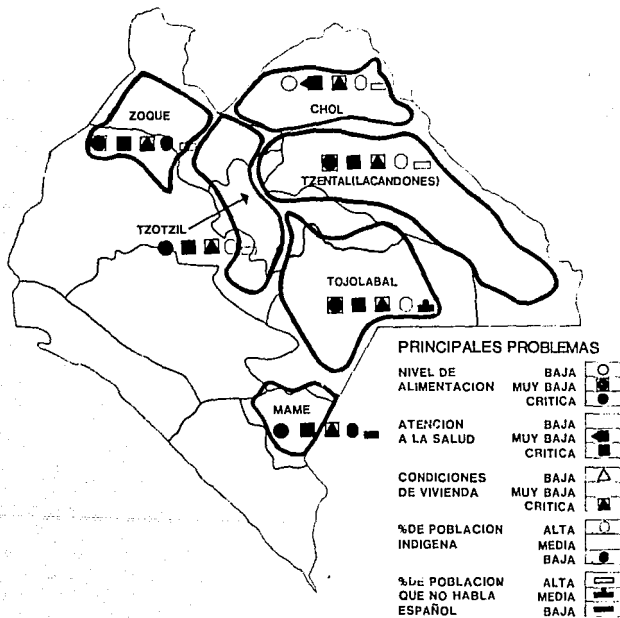 ZOQUE
CHOL
TZENTAL(LACANDONES)
TZOTZIL
TOJOLABAL
MAME
PRINCIPALES PROBLEMAS
NIVEL DE BAJA
ALIMENTACION MUY BAJA
CRITICA
ATENCION BAJA
A LA SALUD MUY BAJA
CRITICA
CONDICIONES BAJA
DE VIVIENDA MUY BAJA
CRITICA
%DE POBLACION ALTA
INDIGENA MEDIA
BAJA
%DE POBLACION ALTA
QUE NO HABLA MEDIA
ESPAÑOL BAJA